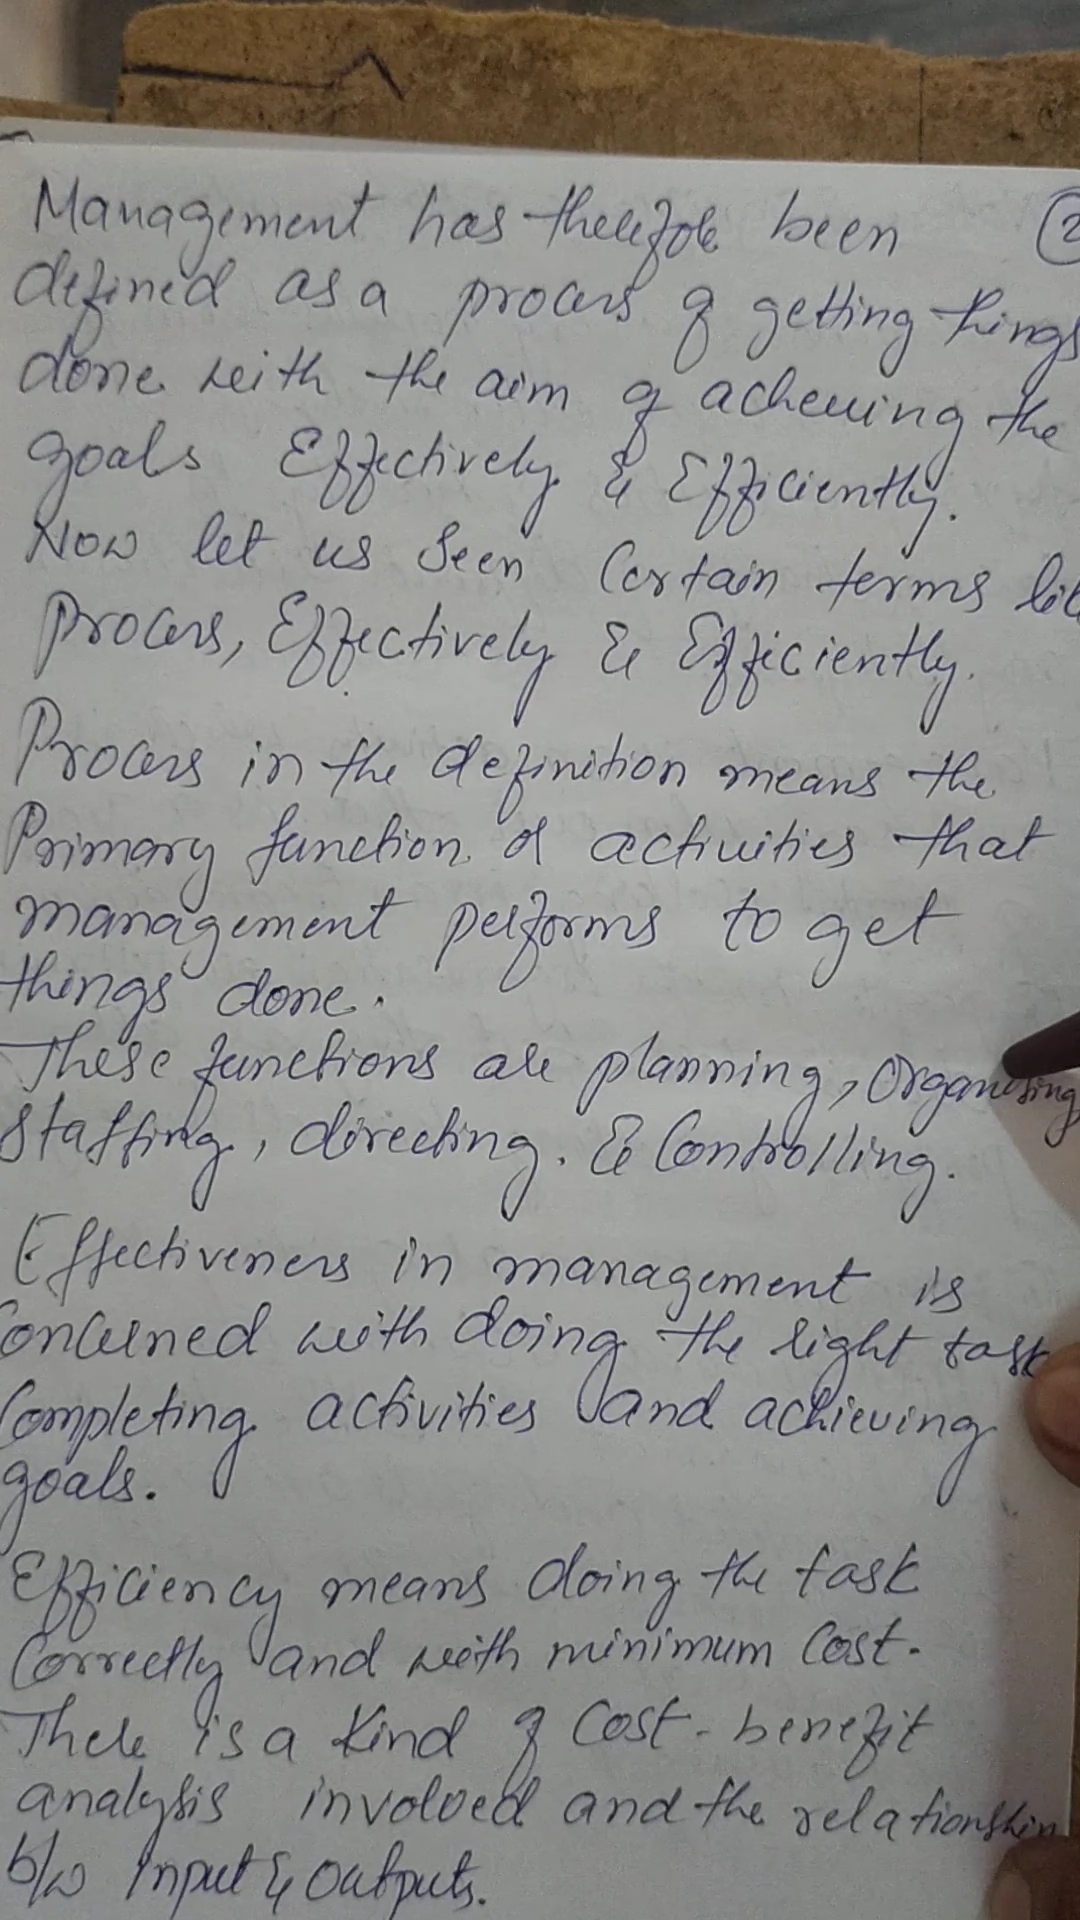 Management has therefore been
②
defined as a process of getting things
done with the aim of acheiving the
goals Effectively & Efficiently.
Now let us seen Certain terms lik
Process, Effectively & Efficiently.
Process in the definition means the
Primary function or activities that
management performs to get
things done.
These functions are planning, Organising
Staffing, directing. & Controlling.
Effectiveness in management is
Concerned with doing the right task
Completing activities and achieving
goals.
Efficiency means doing the task
Correctly and with minimum Cost.
There is a Kind of Cost-benefit
analysis involved and the relationship
b/w Input & outputs.